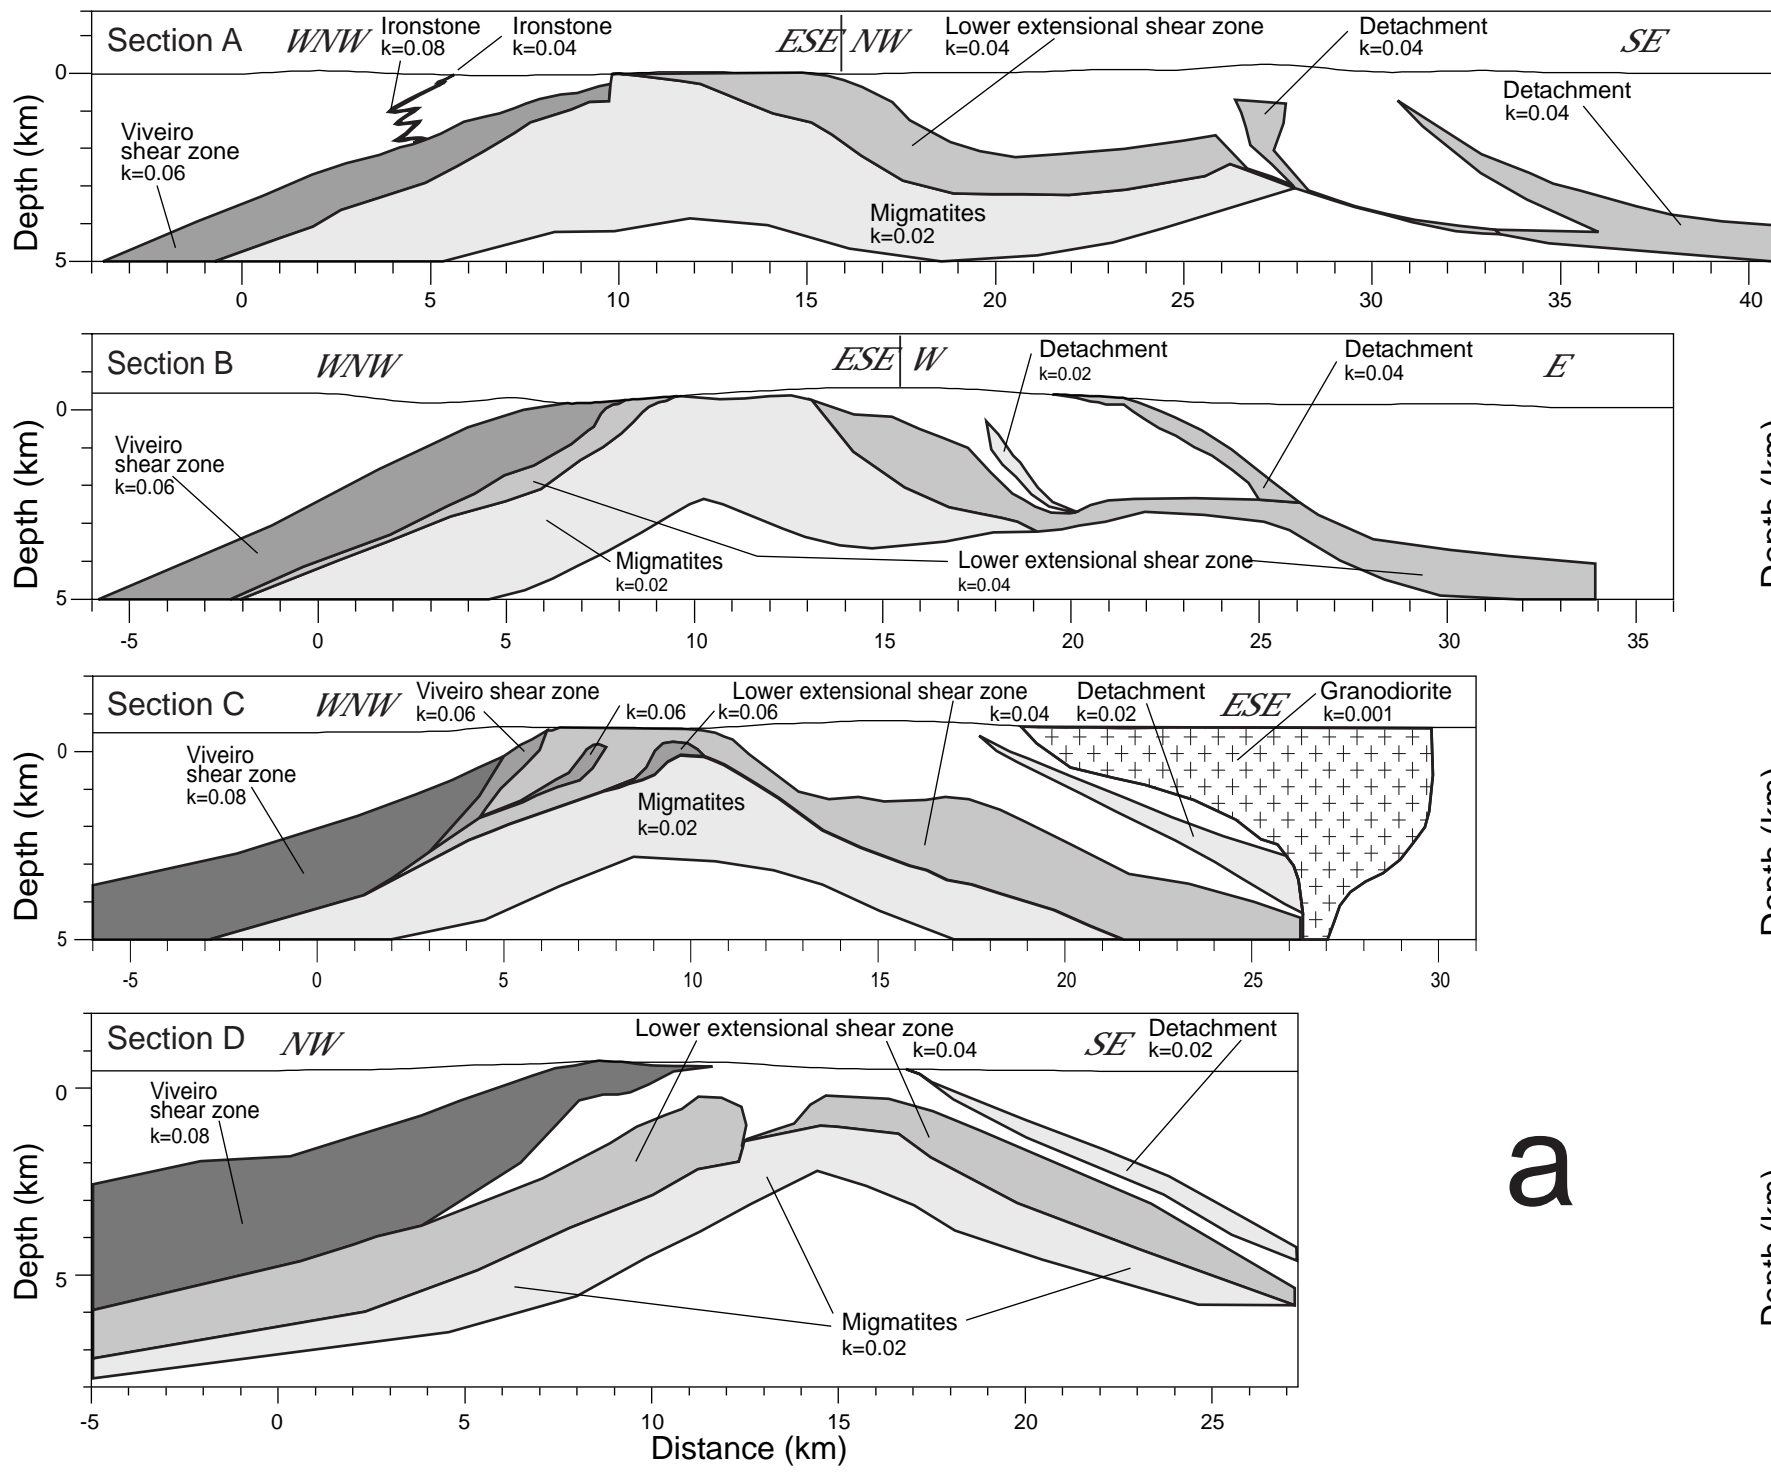 Section A
WNW
Ironstone
k=0.08
Ironstone
k=0.04
ESE
NW
Lower extensional shear zone
k=0.04
Detachment
k=0.04
SE
Detachment
k=0.04
Viveiro
shear zone
k=0.06
Migmatites
k=0.02
Depth (km)
0
5
0 5 10 15 20 25 30 35 40
Section B
WNW
ESE
W
Detachment
k=0.02
Detachment
k=0.04
E
Viveiro
shear zone
k=0.06
Migmatites
k=0.02
Lower extensional shear zone
k=0.04
Depth (km)
0
5
-5 0 5 10 15 20 25 30 35
Section C
WNW
Viveiro shear zone
k=0.06
k=0.06
Lower extensional shear zone
k=0.06
k=0.04
Detachment
k=0.02
ESE
Granodiorite
k=0.001
Viveiro
shear zone
k=0.08
Migmatites
k=0.02
Depth (km)
0
5
-5 0 5 10 15 20 25 30
Section D
NW
Lower extensional shear zone
k=0.04
SE
Detachment
k=0.02
Viveiro
shear zone
k=0.08
Migmatites
k=0.02
Depth (km)
0
5
-5 0 5 10 15 20 25
Distance (km)
a